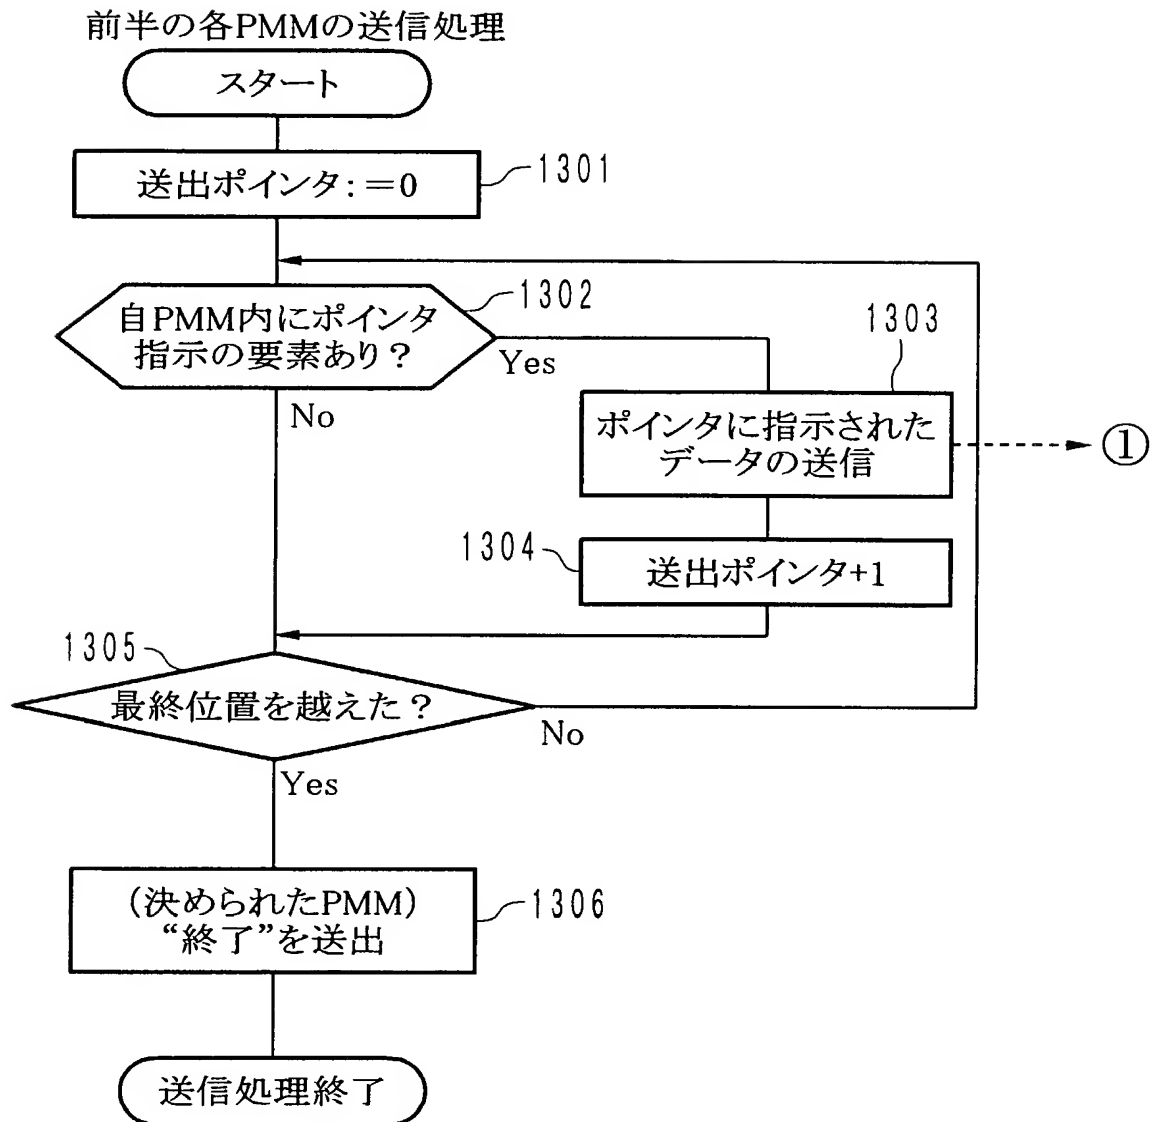 前半の各PMMの送信処理
スタート
送出ポインタ:=0
1301
自PMM内にポインタ
指示の要素あり?
1302
Yes
No
1303
ポインタに指示された
データの送信
①
1304
送出ポインタ+1
1305
最終位置を越えた?
No
Yes
(決められたPMM)
“終了”を送出
1306
送信処理終了